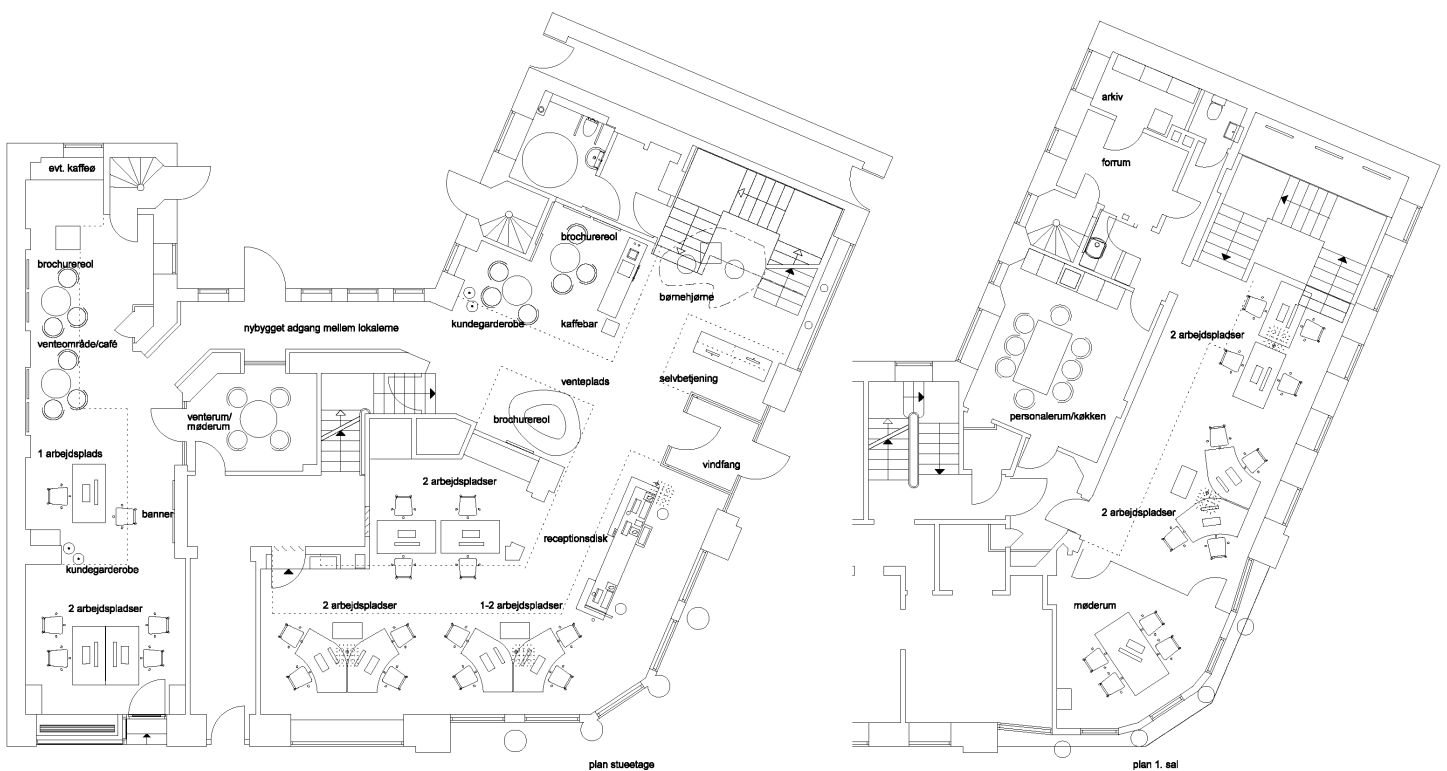 evt. kaffeø
brochurereol
venteområde/café
1 arbejdsplads
banner
kundegarderobe
2 arbejdspladser
nybygget adgang mellem lokalerne
venterum/
møderum
brochurereol
kundegarderobe
kaffebar
børnehjørne
venteplads
selvbetjening
brochurereol
vindfang
2 arbejdspladser
receptionsdisk
2 arbejdspladser
1-2 arbejdspladser
plan stueetage
arkiv
forrum
2 arbejdspladser
personalerum/køkken
2 arbejdspladser
møderum
plan 1. sal